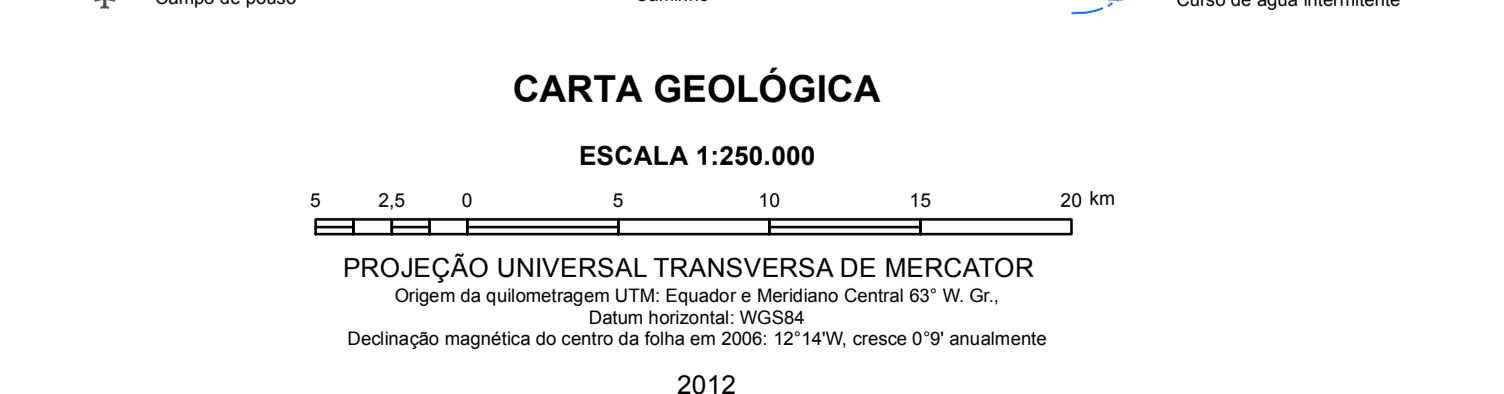 Campo de pouso Caminho Curso de água intermitente
CARTA GEOLÓGICA
ESCALA 1:250.000
5 2,5 0 5 10 15 20 km
PROJEÇÃO UNIVERSAL TRANSVERSA DE MERCATOR
Origem da quilometragem UTM: Equador e Meridiano Central 63° W. Gr.,
Datum horizontal: WGS84
Declinação magnética do centro da folha em 2006: 12°14'W, cresce 0°9' anualmente
2012